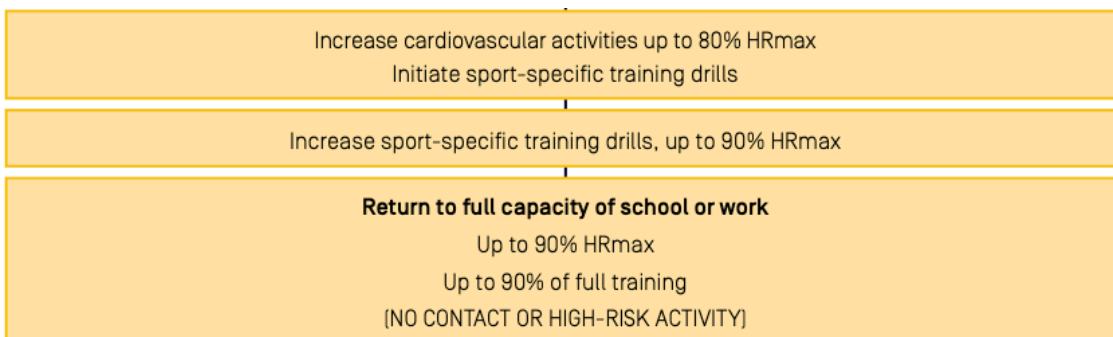 Increase cardiovascular activities up to 80% HRmax
Initiate sport-specific training drills
Increase sport-specific training drills, up to 90% HRmax
Return to full capacity of school or work
Up to 90% HRmax
Up to 90% of full training
(NO CONTACT OR HIGH-RISK ACTIVITY)